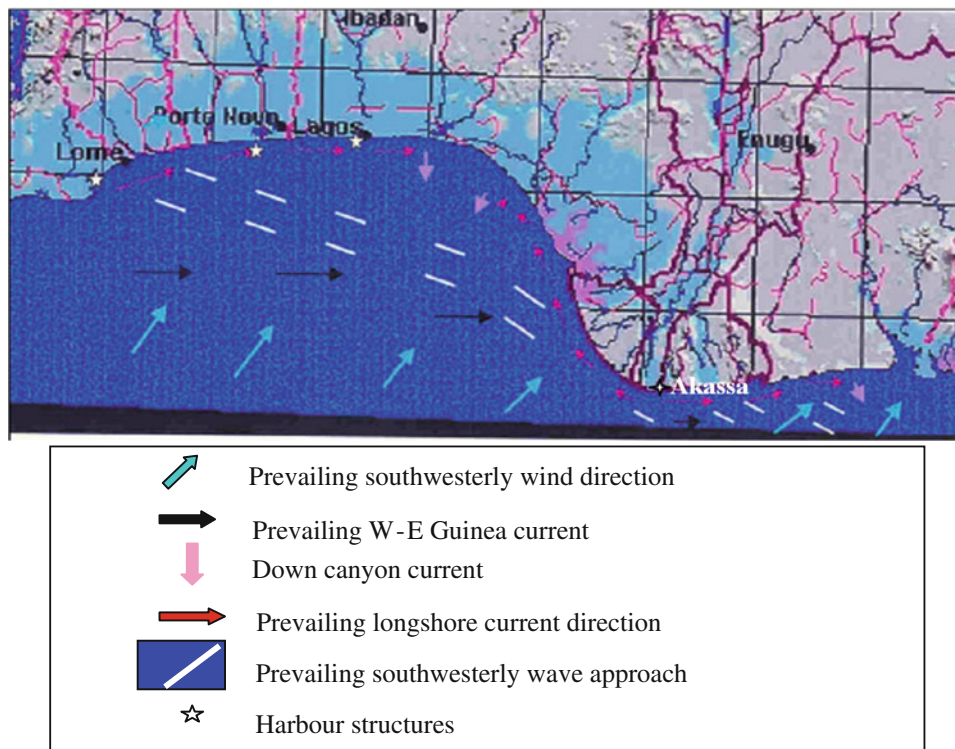 Ibadan
Porto Novo
Lagos
Lome
Enugu
Akassa
Prevailing southwesterly wind direction
Prevailing W-E Guinea current
Down canyon current
Prevailing longshore current direction
Prevailing southwesterly wave approach
Harbour structures